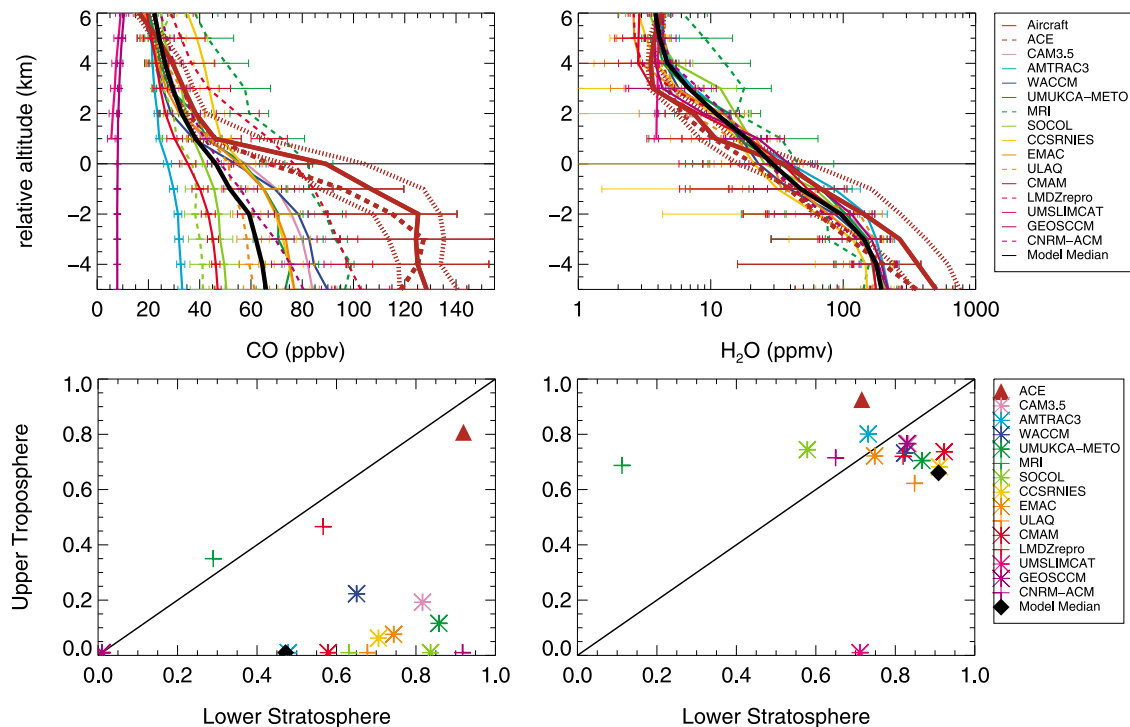 6
4
2
0
−2
−4
relative altitude (km)
0 20 40 60 80 100 120 140
CO (ppbv)
6
4
2
0
−2
−4
1 10 100 1000
H₂O (ppmv)
Aircraft
ACE
CAM3.5
AMTRAC3
WACCM
UMUKCA−METO
MRI
SOCOL
CCSRNIES
EMAC
ULAQ
CMAM
LMDZrepro
UMSLIMCAT
GEOSCCM
CNRM−ACM
Model Median
1.0
0.8
0.6
0.4
0.2
0.0
Upper Troposphere
0.0 0.2 0.4 0.6 0.8 1.0
Lower Stratosphere
1.0
0.8
0.6
0.4
0.2
0.0
0.0 0.2 0.4 0.6 0.8 1.0
Lower Stratosphere
ACE
CAM3.5
AMTRAC3
WACCM
UMUKCA−METO
MRI
SOCOL
CCSRNIES
EMAC
ULAQ
CMAM
LMDZrepro
UMSLIMCAT
GEOSCCM
CNRM−ACM
Model Median